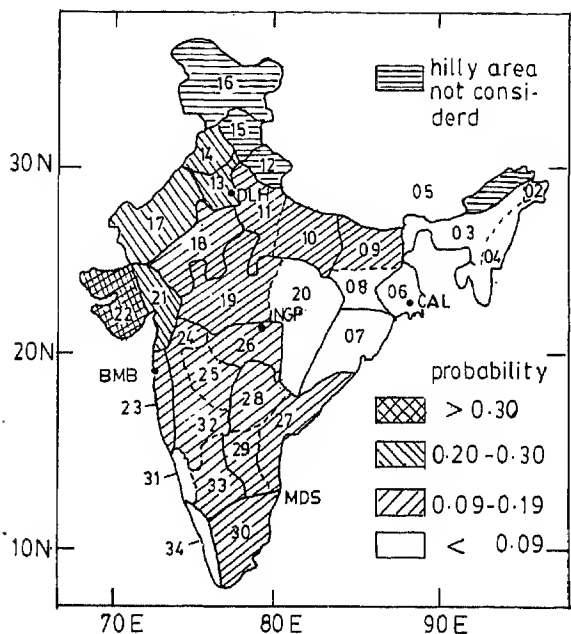 hilly area
not consi-
derd
16
15
14
12
13
DLH
30N
11
05
02
17
18
10
09
03
04
08
06
CAL
21
19
20
22
NGP
07
24
26
20N
25
BMB
28
23
27
32
29
31
33
MDS
30
34
10N
probability
> 0.30
0.20-0.30
0.09-0.19
< 0.09
70E
80E
90E